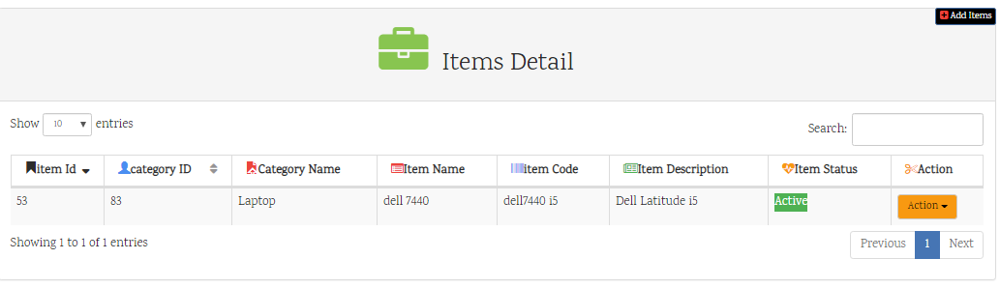 Add Items
Items Detail
Show 10 entries
Search:
item Id category ID Category Name Item Name item Code Item Description Item Status Action
53 83 Laptop dell 7440 dell7440 i5 Dell Latitude i5 Active Action
Showing 1 to 1 of 1 entries
Previous 1 Next